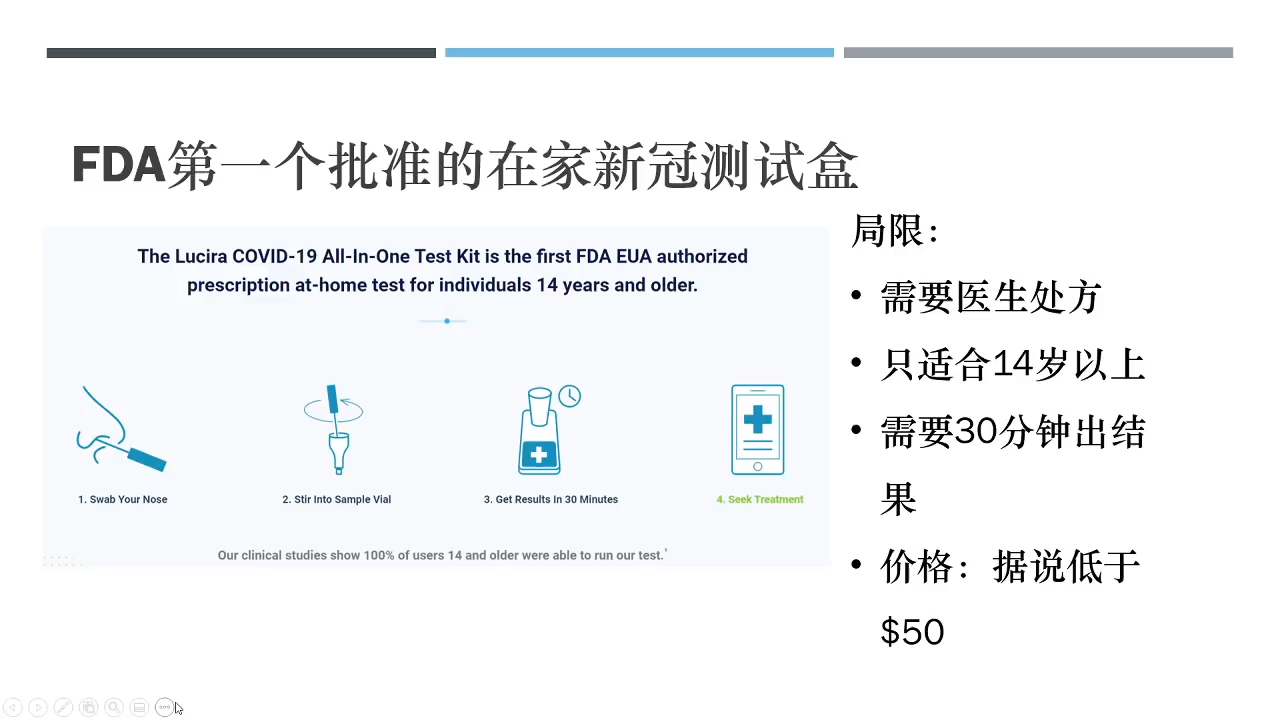 FDA第一个批准的在家新冠测试盒
The Lucira COVID-19 All-In-One Test Kit is the first FDA EUA authorized
prescription at-home test for individuals 14 years and older.
1. Swab Your Nose
2. Stir Into Sample Vial
3. Get Results in 30 Minutes
4. Seek Treatment
Our clinical studies show 100% of users 14 and older were able to run our test.¹
局限：
• 需要医生处方
• 只适合14岁以上
• 需要30分钟出结
果
• 价格：据说低于
$50